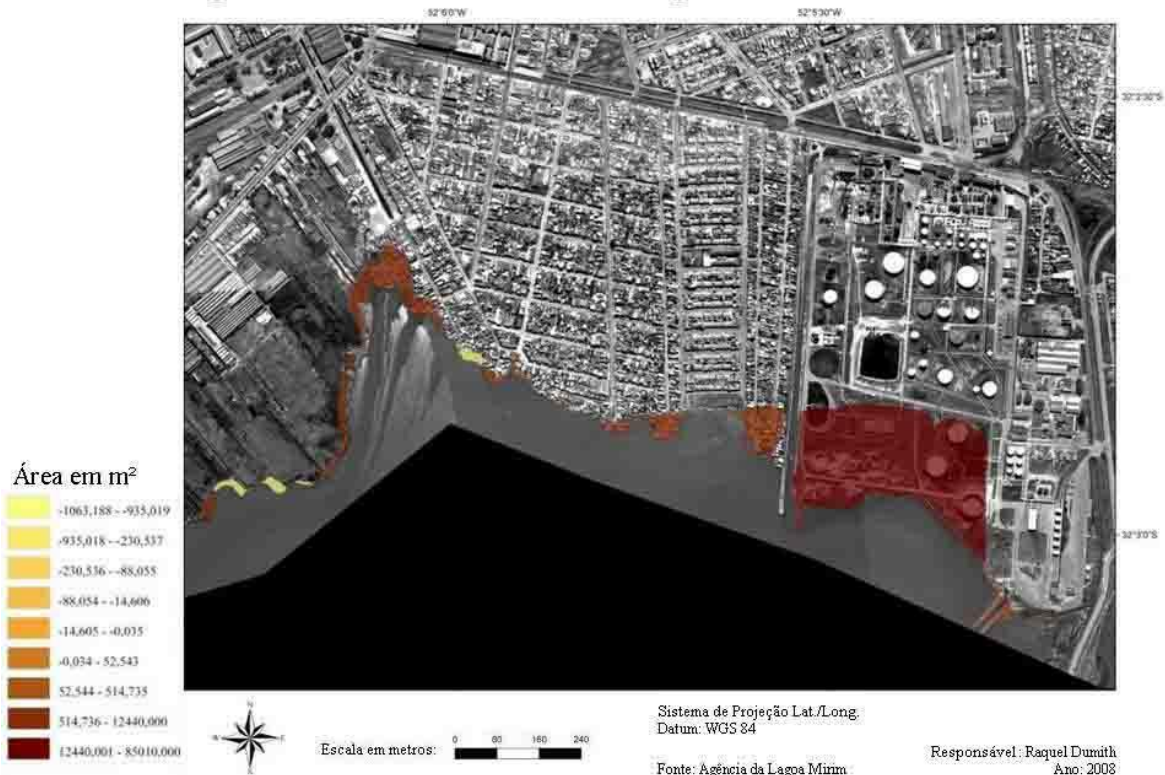 52°6'0"W
52°5'30"W
32°3'0"S
Área em m²
-1063,188 - -935,019
-935,018 - -230,537
-230,536 - -88,055
-88,054 - -14,606
-14,605 - -0,035
-0,034 - 52,543
52,544 - 514,735
514,736 - 12440,000
12440,001 - 85010,000
N
E
S
Escala em metros:
0 80 160 240
Sistema de Projeção Lat./Long.
Datum: WGS 84
Fonte: Agência da Lagoa Mirim
Responsável: Raquel Dumith
Ano: 2008